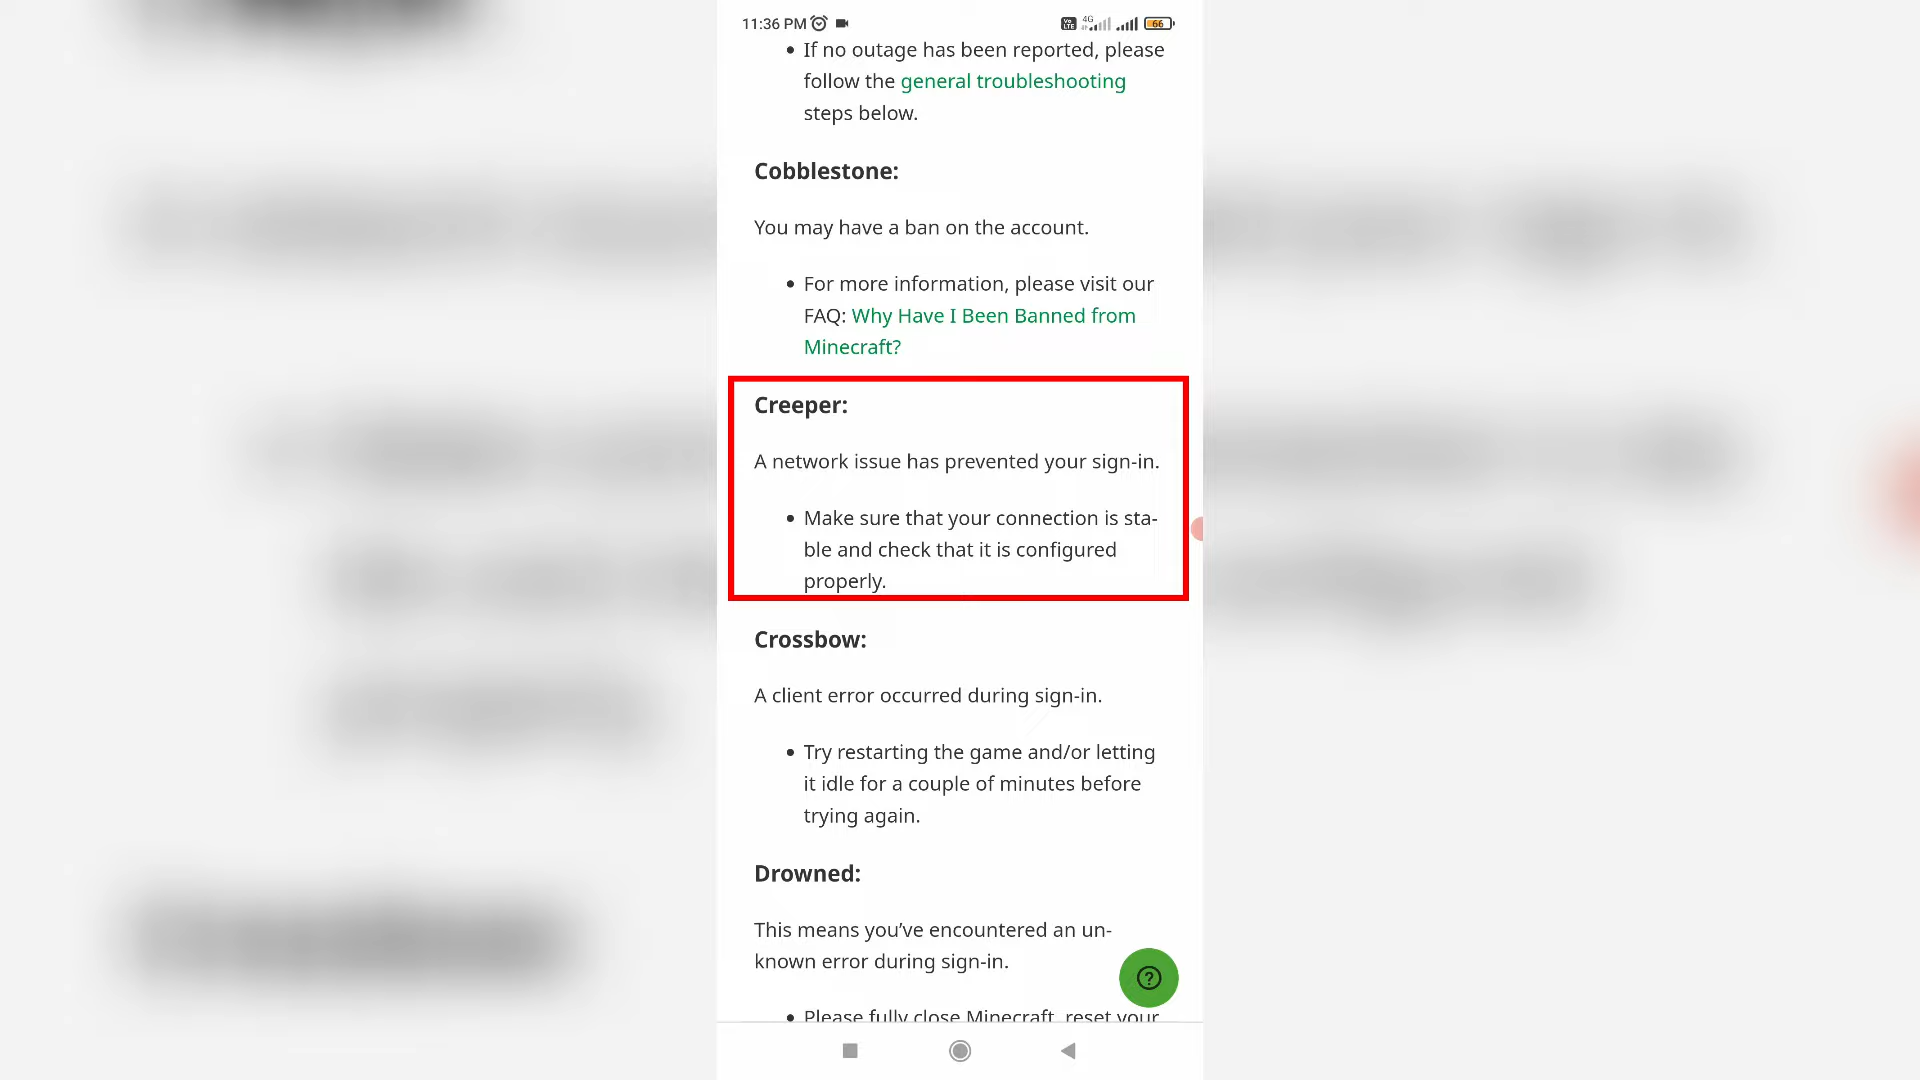 11:36 PM
Vo LTE 4G 66
• If no outage has been reported, please
follow the general troubleshooting
steps below.
Cobblestone:
You may have a ban on the account.
• For more information, please visit our
FAQ: Why Have I Been Banned from
Minecraft?
Creeper:
A network issue has prevented your sign-in.
• Make sure that your connection is sta-
ble and check that it is configured
properly.
Crossbow:
A client error occurred during sign-in.
• Try restarting the game and/or letting
it idle for a couple of minutes before
trying again.
Drowned:
This means you’ve encountered an un-
known error during sign-in.
• Please fully close Minecraft, reset your